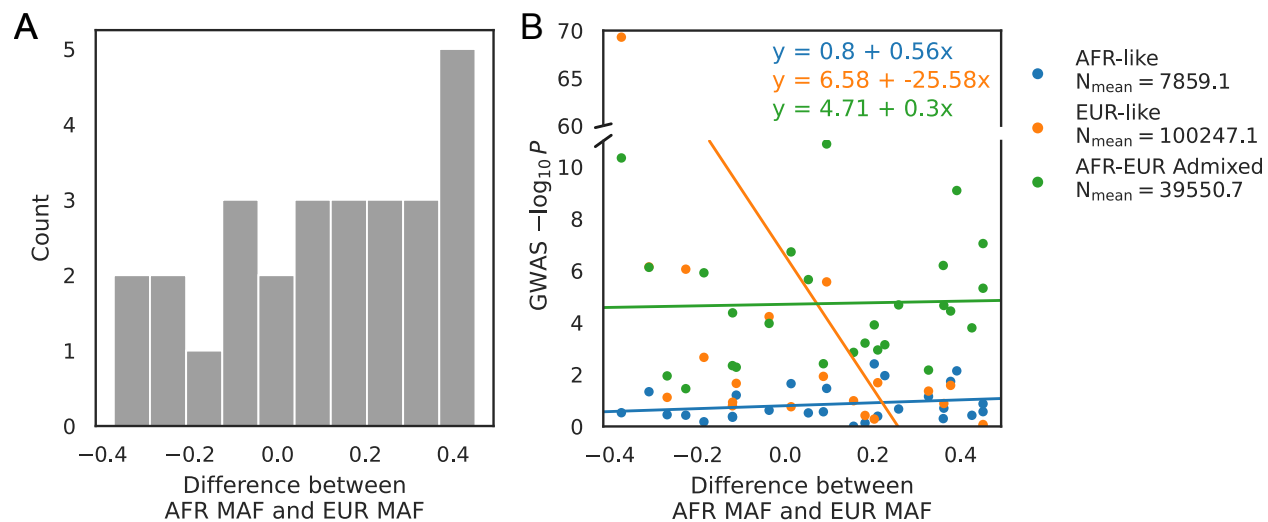 A
5
4
3
2
1
0
Count
−0.4
−0.2
0.0
0.2
0.4
Difference between
AFR MAF and EUR MAF
B
70
65
60
10
8
6
4
2
0
GWAS −log₁₀P
y = 0.8 + 0.56x
y = 6.58 + -25.58x
y = 4.71 + 0.3x
−0.4
−0.2
0.0
0.2
0.4
Difference between
AFR MAF and EUR MAF
AFR-like
N_mean = 7859.1
EUR-like
N_mean = 100247.1
AFR-EUR Admixed
N_mean = 39550.7